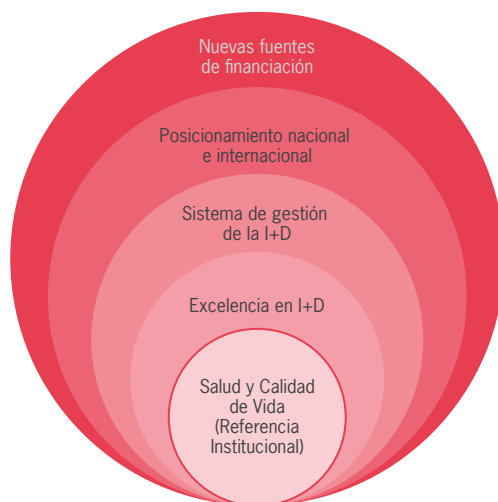 Nuevas fuentes
de financiación
Posicionamiento nacional
e internacional
Sistema de gestión
de la I+D
Excelencia en I+D
Salud y Calidad
de Vida
(Referencia
Institucional)